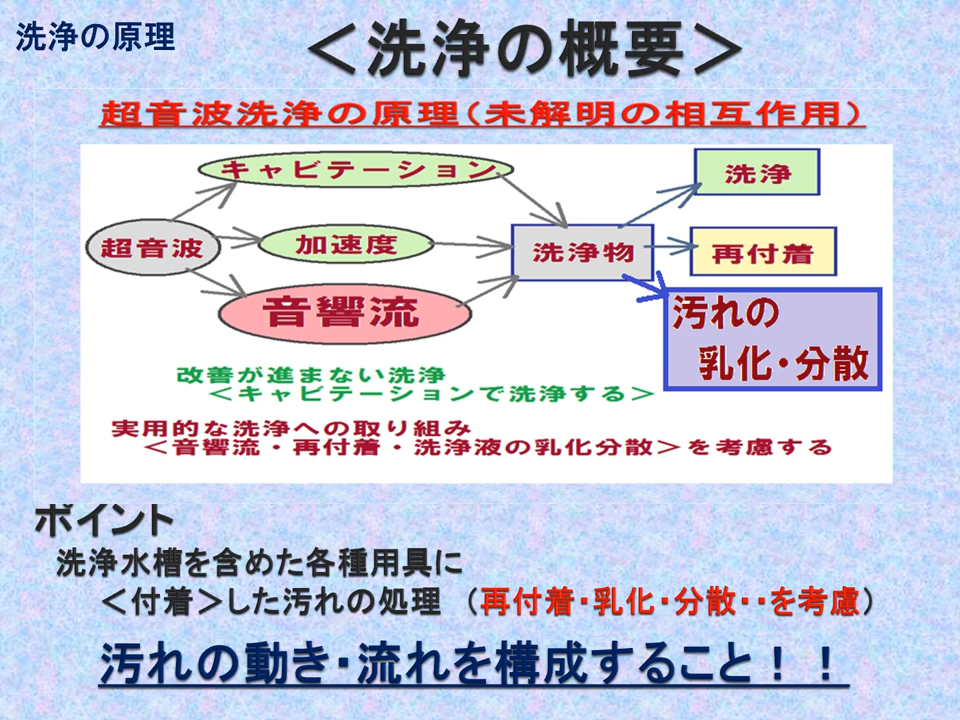 洗浄の原理
＜洗浄の概要＞
超音波洗浄の原理（未解明の相互作用）
キャビテーション
洗浄
超音波
加速度
洗浄物
再付着
音響流
汚れの
乳化・分散
改善が進まない洗浄
＜キャビテーションで洗浄する＞
実用的な洗浄への取り組み
＜音響流・再付着・洗浄液の乳化分散＞を考慮する
ポイント
洗浄水槽を含めた各種用具に
＜付着＞した汚れの処理　（再付着・乳化・分散・・を考慮）
汚れの動き・流れを構成すること！！